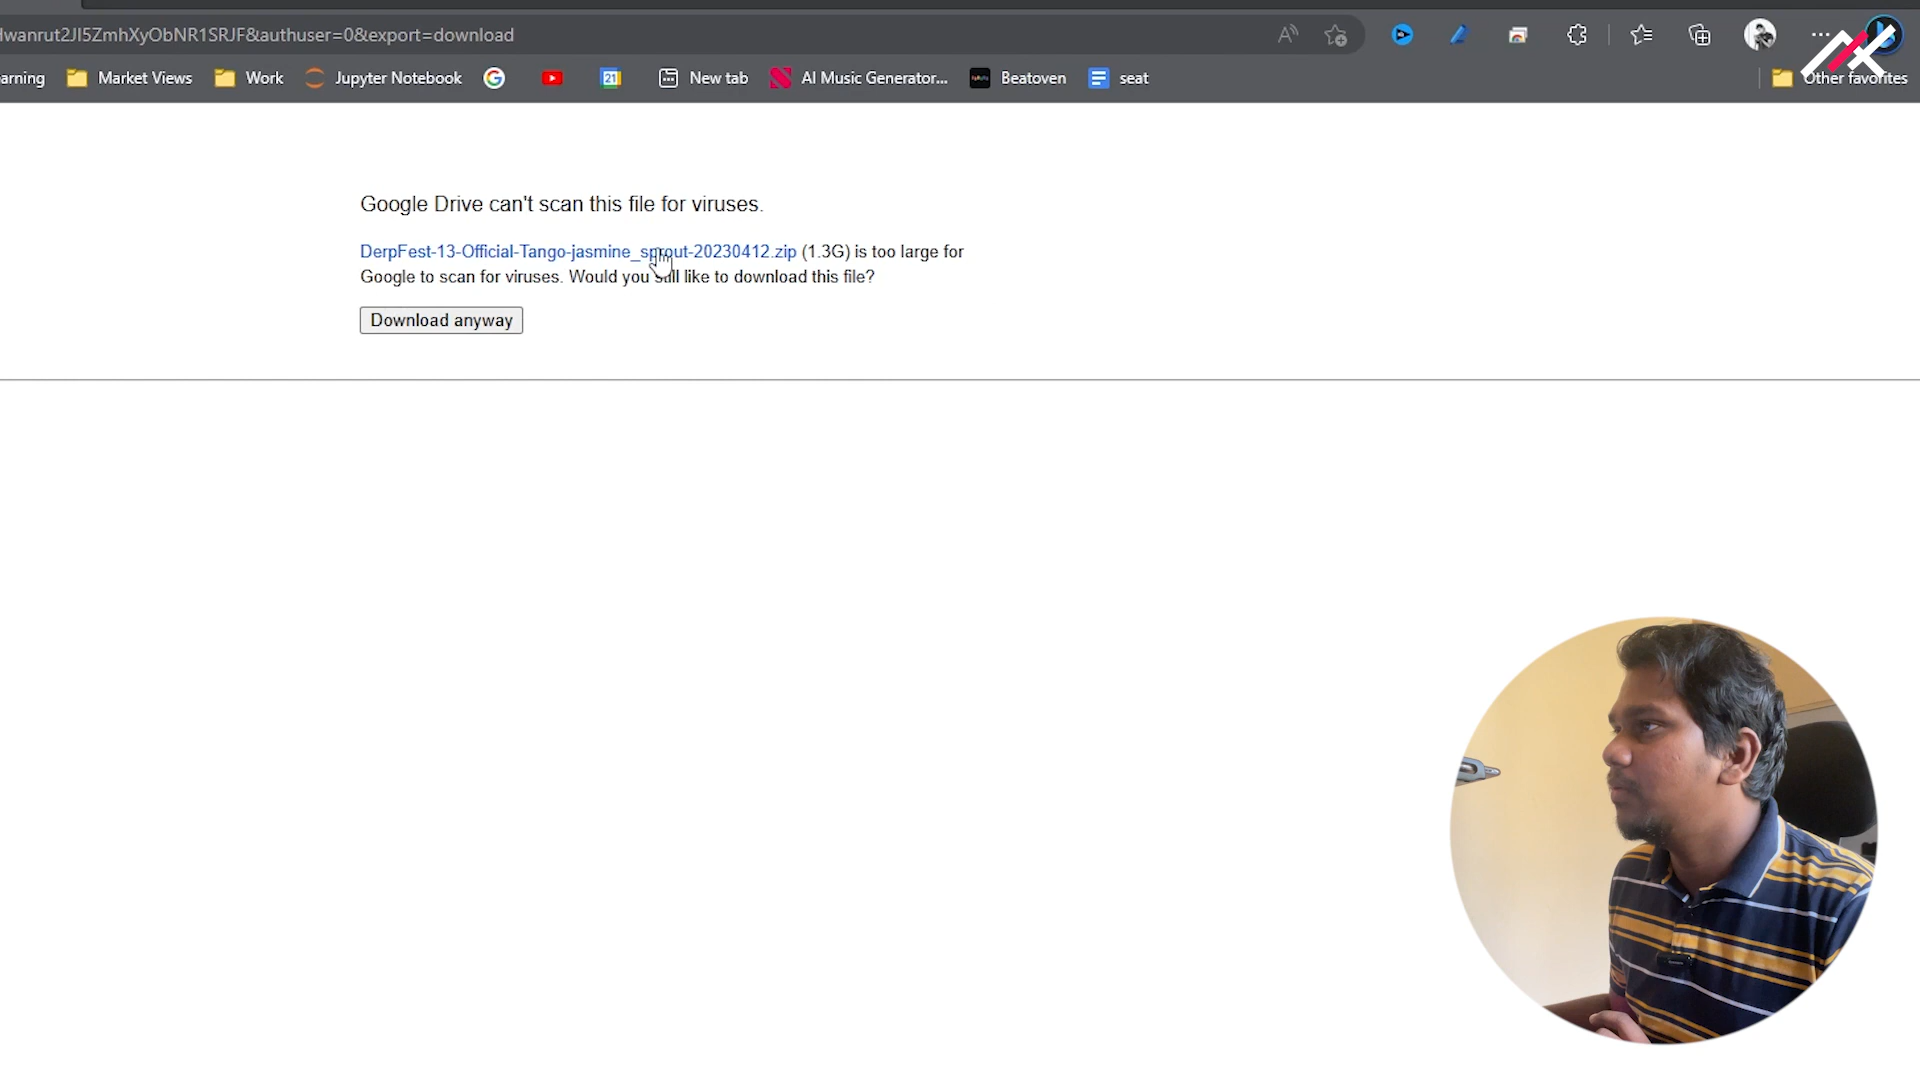 lwanrut2JI5ZmhXyObNR1SRJF&authuser=0&export=download
arning Market Views Work Jupyter Notebook 21 New tab AI Music Generator... Beatoven seat Other favorites
Google Drive can't scan this file for viruses.
DerpFest-13-Official-Tango-jasmine_sprout-20230412.zip (1.3G) is too large for
Google to scan for viruses. Would you still like to download this file?
Download anyway